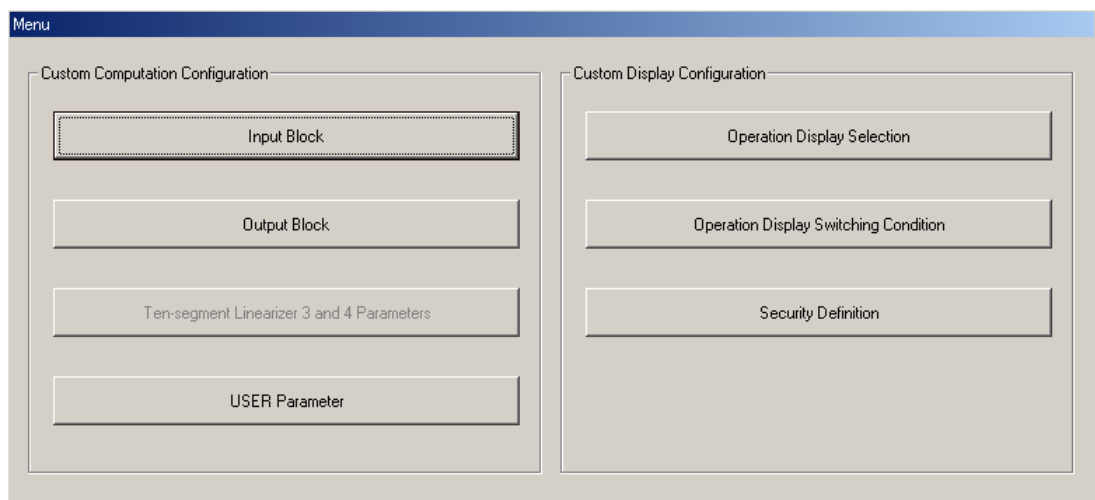 Menu
Custom Computation Configuration
Input Block
Output Block
Ten-segment Linearizer 3 and 4 Parameters
USER Parameter
Custom Display Configuration
Operation Display Selection
Operation Display Switching Condition
Security Definition